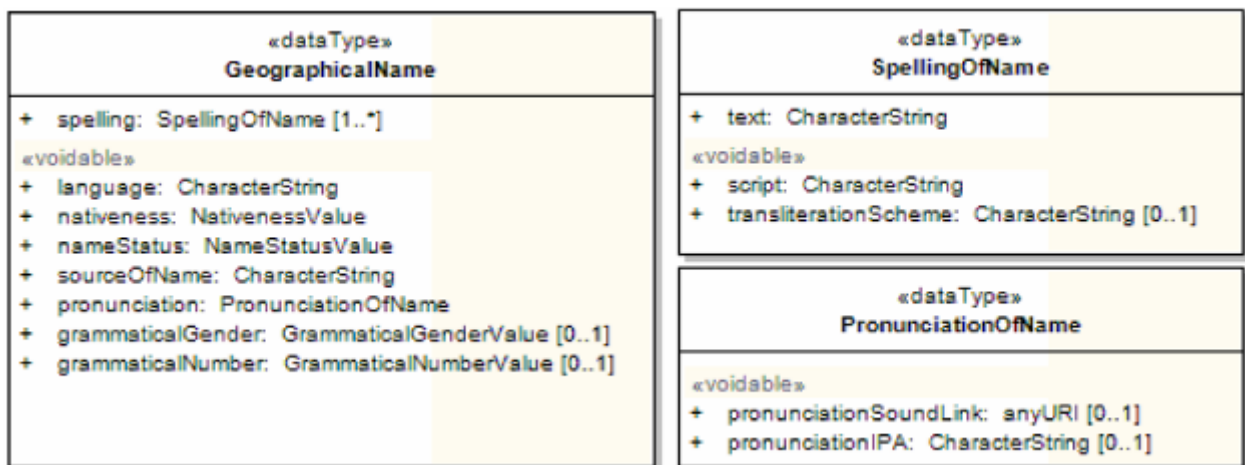 «dataType»
GeographicalName
+ spelling: SpellingOfName [1..*]
«voidable»
+ language: CharacterString
+ nativeness: NativenessValue
+ nameStatus: NameStatusValue
+ sourceOfName: CharacterString
+ pronunciation: PronunciationOfName
+ grammaticalGender: GrammaticalGenderValue [0..1]
+ grammaticalNumber: GrammaticalNumberValue [0..1]
«dataType»
SpellingOfName
+ text: CharacterString
«voidable»
+ script: CharacterString
+ transliterationScheme: CharacterString [0..1]
«dataType»
PronunciationOfName
«voidable»
+ pronunciationSoundLink: anyURI [0..1]
+ pronunciationIPA: CharacterString [0..1]